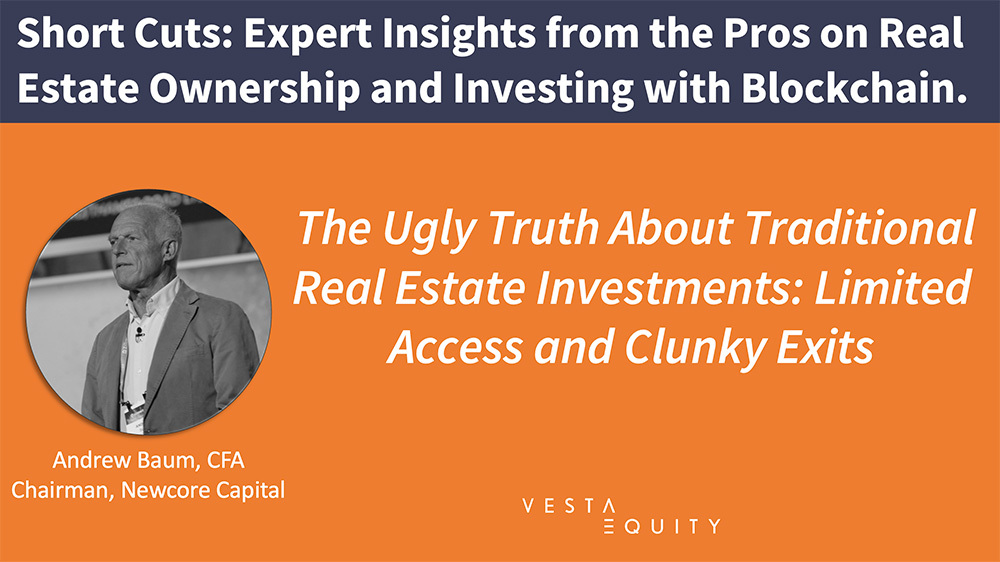 Short Cuts: Expert Insights from the Pros on Real
Estate Ownership and Investing with Blockchain.
The Ugly Truth About Traditional
Real Estate Investments: Limited
Access and Clunky Exits
Andrew Baum, CFA
Chairman, Newcore Capital
VESTA
EQUITY